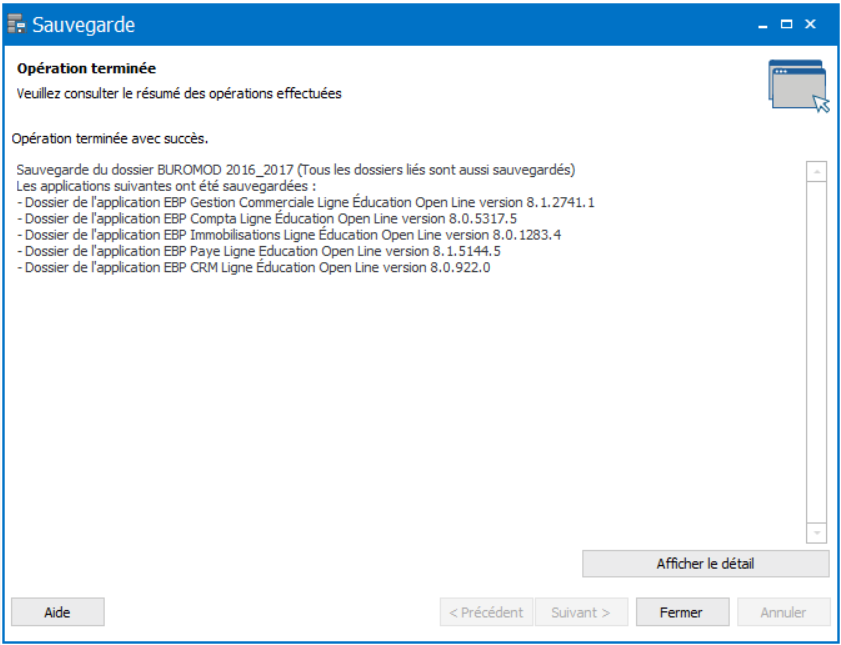 Sauvegarde
Opération terminée
Veuillez consulter le résumé des opérations effectuées
Opération terminée avec succès.
Sauvegarde du dossier BUROMOD 2016_2017 (Tous les dossiers liés sont aussi sauvegardés)
Les applications suivantes ont été sauvegardées :
- Dossier de l'application EBP Gestion Commerciale Ligne Éducation Open Line version 8.1.2741.1
- Dossier de l'application EBP Compta Ligne Éducation Open Line version 8.0.5317.5
- Dossier de l'application EBP Immobilisations Ligne Éducation Open Line version 8.0.1283.4
- Dossier de l'application EBP Paye Ligne Education Open Line version 8.1.5144.5
- Dossier de l'application EBP CRM Ligne Éducation Open Line version 8.0.922.0
Afficher le détail
Aide
< Précédent
Suivant >
Fermer
Annuler